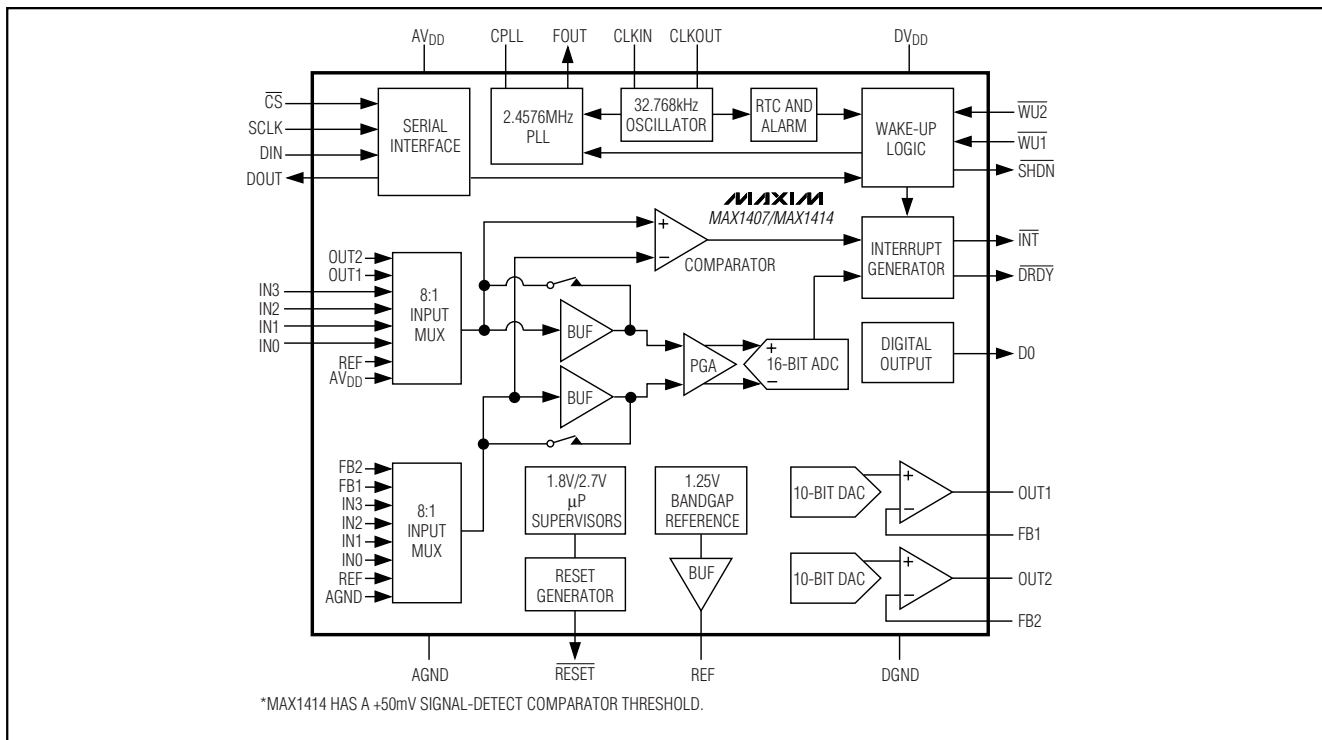 AVDD
CPLL
FOUT
CLKIN
CLKOUT
DVDD
CS
SCLK
DIN
DOUT
SERIAL
INTERFACE
2.4576MHz
PLL
32.768kHz
OSCILLATOR
RTC AND
ALARM
WAKE-UP
LOGIC
WU2
WU1
SHDN
MAXIM
MAX1407/MAX1414
+
−
COMPARATOR
INTERRUPT
GENERATOR
INT
DRDY
OUT2
OUT1
IN3
IN2
IN1
IN0
REF
AVDD
8:1
INPUT
MUX
BUF
BUF
PGA
+
16-BIT ADC
−
DIGITAL
OUTPUT
D0
FB2
FB1
IN3
IN2
IN1
IN0
REF
AGND
8:1
INPUT
MUX
1.8V/2.7V
µP
SUPERVISORS
RESET
GENERATOR
1.25V
BANDGAP
REFERENCE
BUF
10-BIT DAC
+
−
OUT1
FB1
10-BIT DAC
+
−
OUT2
FB2
AGND
RESET
REF
DGND
*MAX1414 HAS A +50mV SIGNAL-DETECT COMPARATOR THRESHOLD.